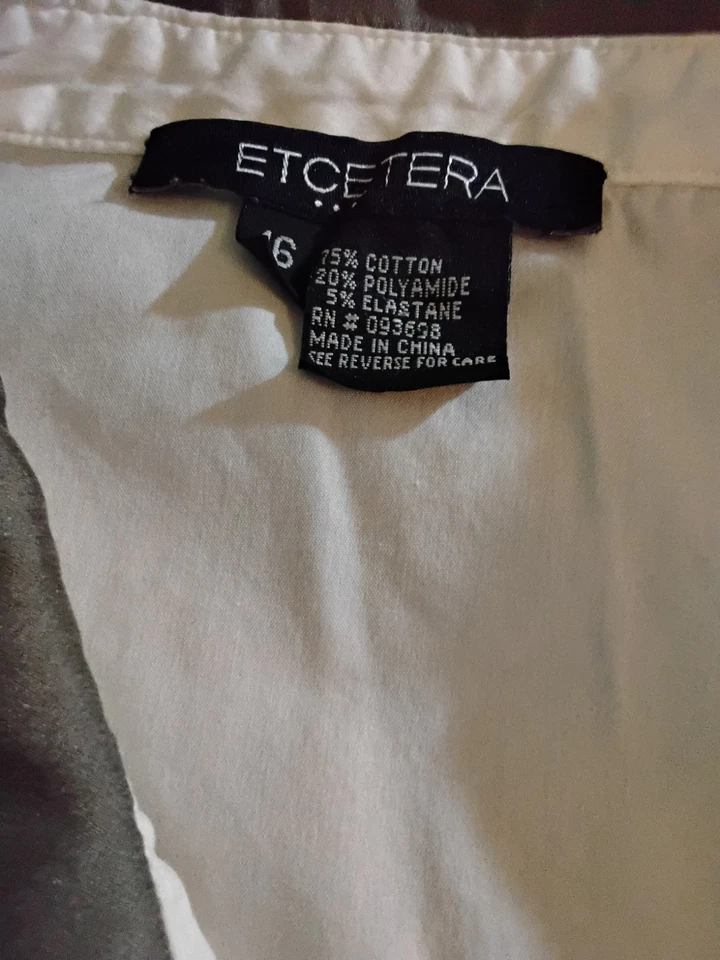 ETCETERA
16
75% COTTON
20% POLYAMIDE
5% ELASTANE
RN # 093698
MADE IN CHINA
SEE REVERSE FOR CARE